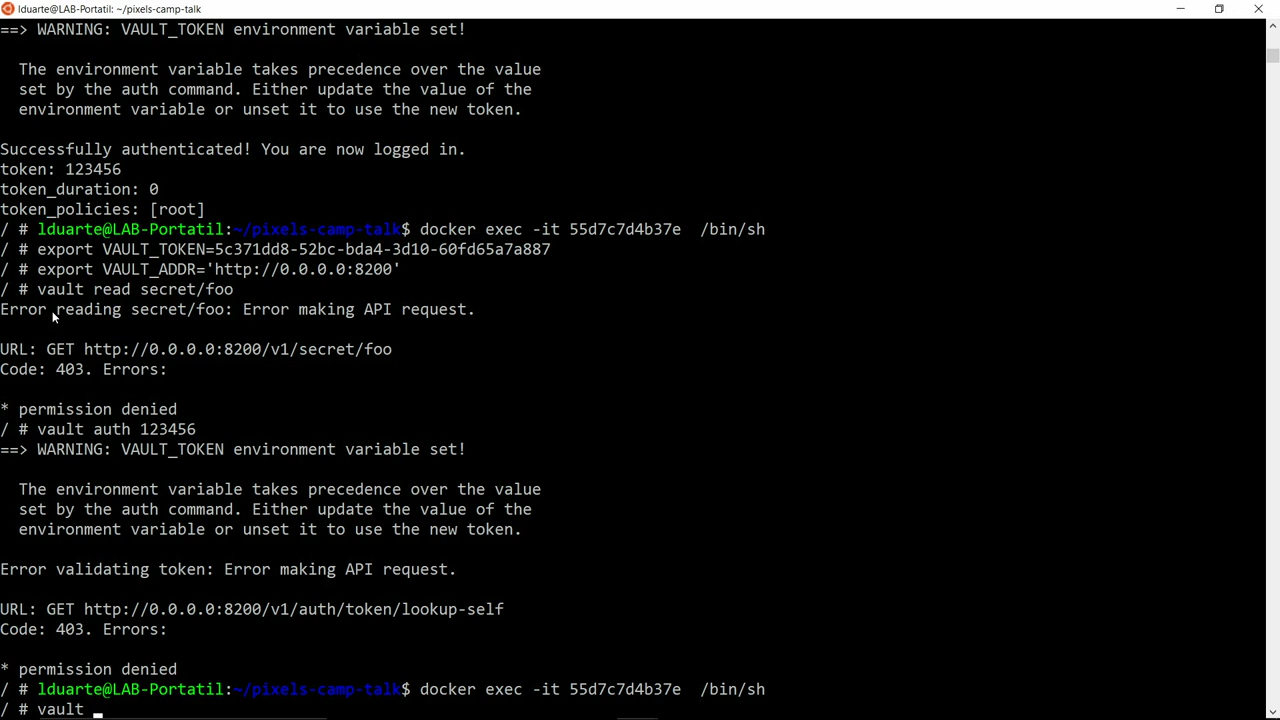 lduarte@LAB-Portatil: ~/pixels-camp-talk
==> WARNING: VAULT_TOKEN environment variable set!
The environment variable takes precedence over the value
set by the auth command. Either update the value of the
environment variable or unset it to use the new token.
Successfully authenticated! You are now logged in.
token: 123456
token_duration: 0
token_policies: [root]
/ # lduarte@LAB-Portatil:~/pixels-camp-talk$ docker exec -it 55d7c7d4b37e  /bin/sh
/ # export VAULT_TOKEN=5c371dd8-52bc-bda4-3d10-60fd65a7a887
/ # export VAULT_ADDR='http://0.0.0.0:8200'
/ # vault read secret/foo
Error reading secret/foo: Error making API request.
URL: GET http://0.0.0.0:8200/v1/secret/foo
Code: 403. Errors:
* permission denied
/ # vault auth 123456
==> WARNING: VAULT_TOKEN environment variable set!
The environment variable takes precedence over the value
set by the auth command. Either update the value of the
environment variable or unset it to use the new token.
Error validating token: Error making API request.
URL: GET http://0.0.0.0:8200/v1/auth/token/lookup-self
Code: 403. Errors:
* permission denied
/ # lduarte@LAB-Portatil:~/pixels-camp-talk$ docker exec -it 55d7c7d4b37e  /bin/sh
/ # vault